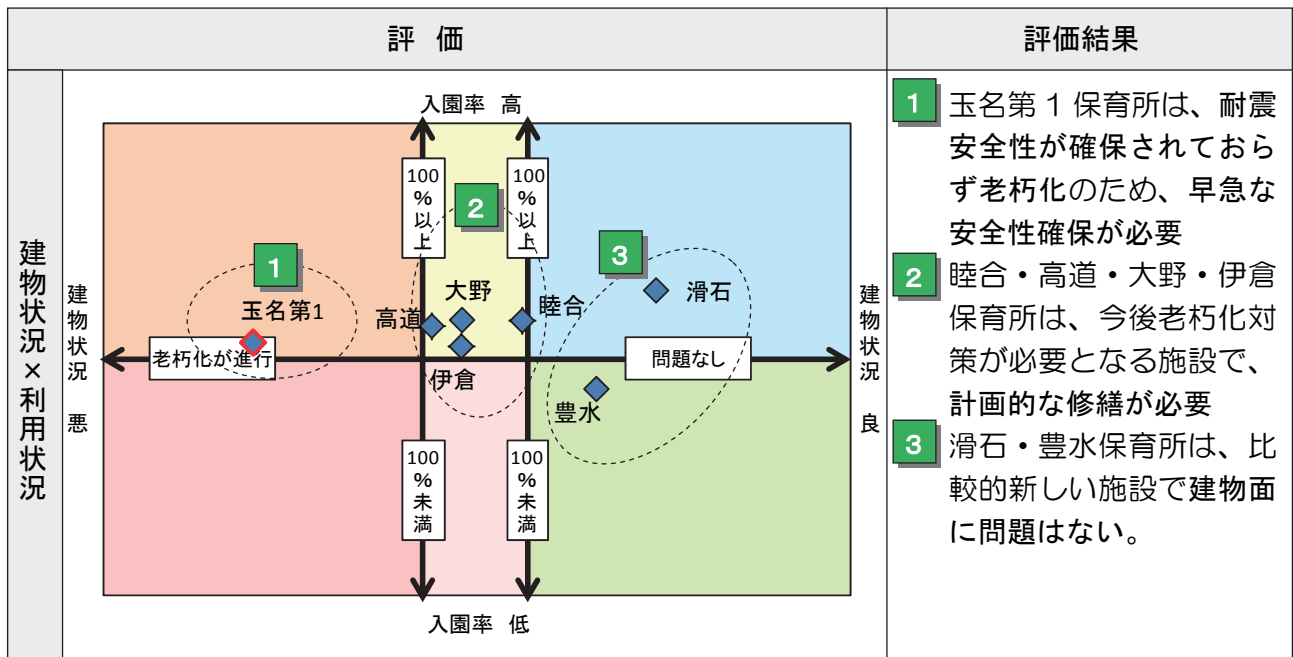 評 価
評価結果
建物状況×利用状況
入園率 高
100%以上
100%以上
1
2
3
玉名第1
高道
大野
睦合
滑石
伊倉
豊水
建物状況 悪
老朽化が進行
問題なし
建物状況 良
100%未満
100%未満
入園率 低
1 玉名第1保育所は、耐震
安全性が確保されておら
ず老朽化のため、早急な
安全性確保が必要
2 睦合・高道・大野・伊倉
保育所は、今後老朽化対
策が必要となる施設で、
計画的な修繕が必要
3 滑石・豊水保育所は、比
較的新しい施設で建物面
に問題はない。